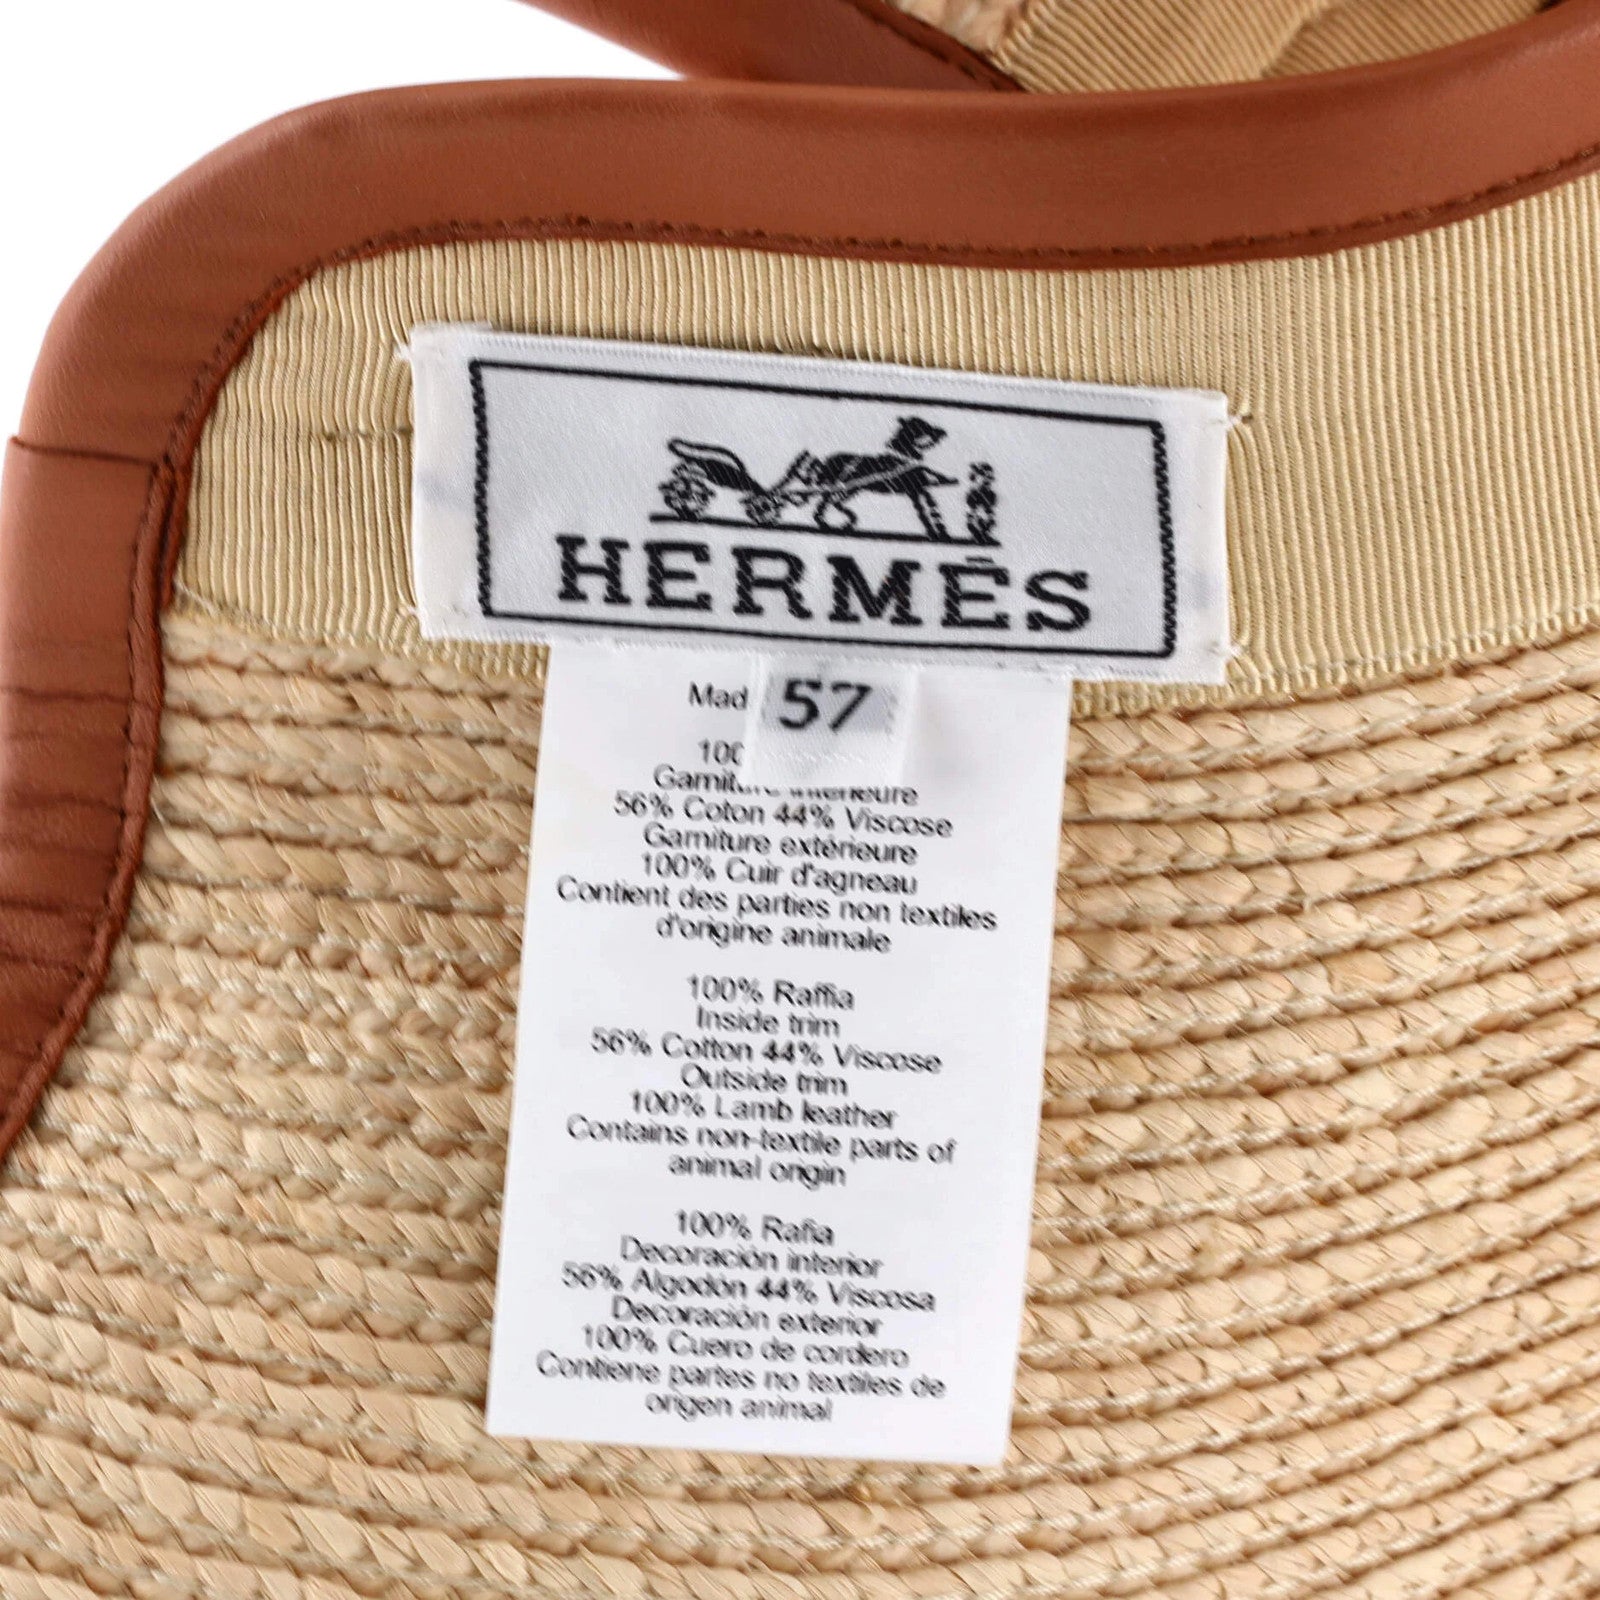 HERMÈS
57
Mad
100
Garniture intérieure
56% Coton 44% Viscose
Garniture extérieure
100% Cuir d'agneau
Contient des parties non textiles
d'origine animale
100% Raffia
Inside trim
56% Cotton 44% Viscose
Outside trim
100% Lamb leather
Contains non-textile parts of
animal origin
100% Rafia
Decoración interior
56% Algodón 44% Viscosa
Decoración exterior
100% Cuero de cordero
Contiene partes no textiles de
origen animal